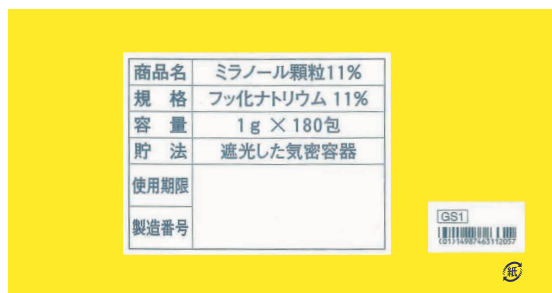 商品名 ミラノール顆粒11%
規 格 フッ化ナトリウム 11%
容 量 1g × 180包
貯 法 遮光した気密容器
使用期限
製造番号
GS1
(01)14987463112057
紙